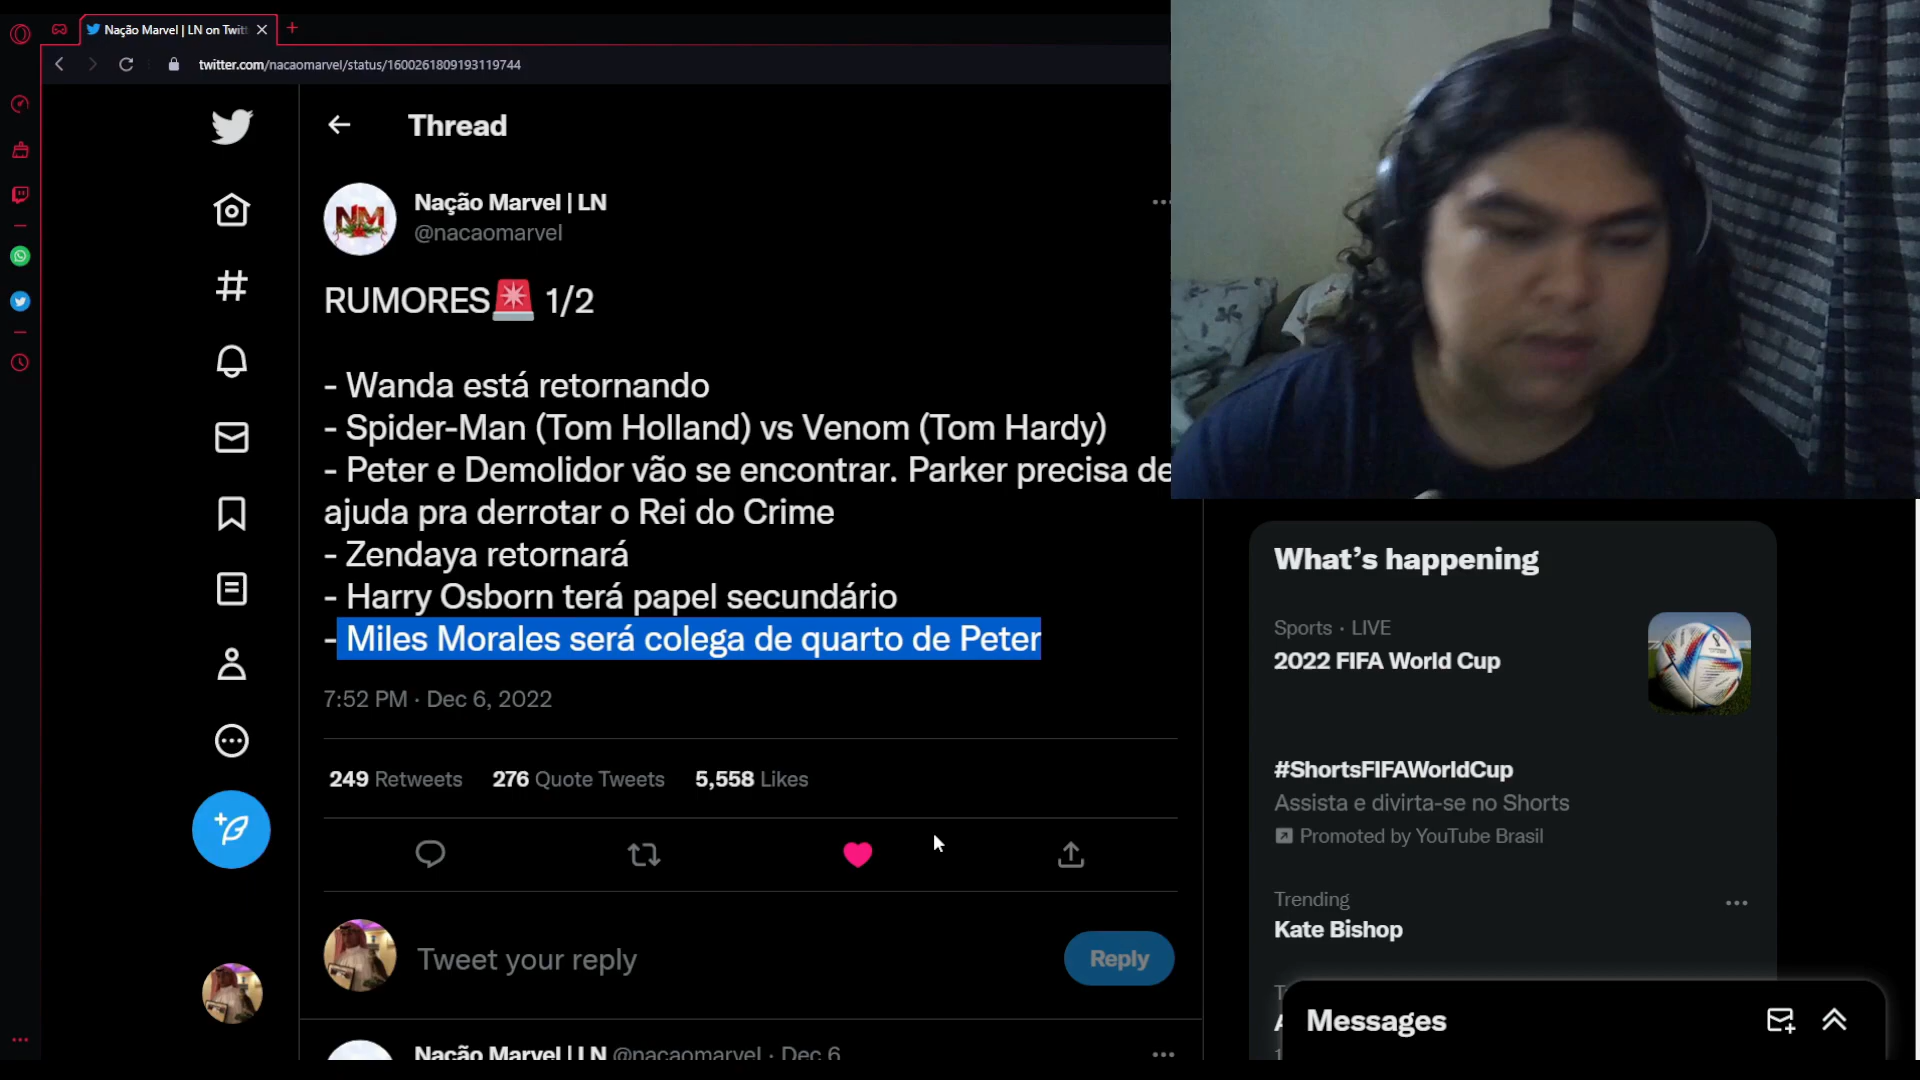 Nação Marvel | LN on Twit
twitter.com/nacaomarvel/status/1600261809193119744
Thread
NM
Nação Marvel | LN
@nacaomarvel
RUMORES🚨 1/2
- Wanda está retornando
- Spider-Man (Tom Holland) vs Venom (Tom Hardy)
- Peter e Demolidor vão se encontrar. Parker precisa de
ajuda pra derrotar o Rei do Crime
- Zendaya retornará
- Harry Osborn terá papel secundário
- Miles Morales será colega de quarto de Peter
7:52 PM · Dec 6, 2022
249 Retweets 276 Quote Tweets 5,558 Likes
Tweet your reply
Reply
Nação Marvel | LN @nacaomarvel · Dec 6
What's happening
Sports · LIVE
2022 FIFA World Cup
#ShortsFIFAWorldCup
Assista e divirta-se no Shorts
Promoted by YouTube Brasil
Trending
Kate Bishop
Messages